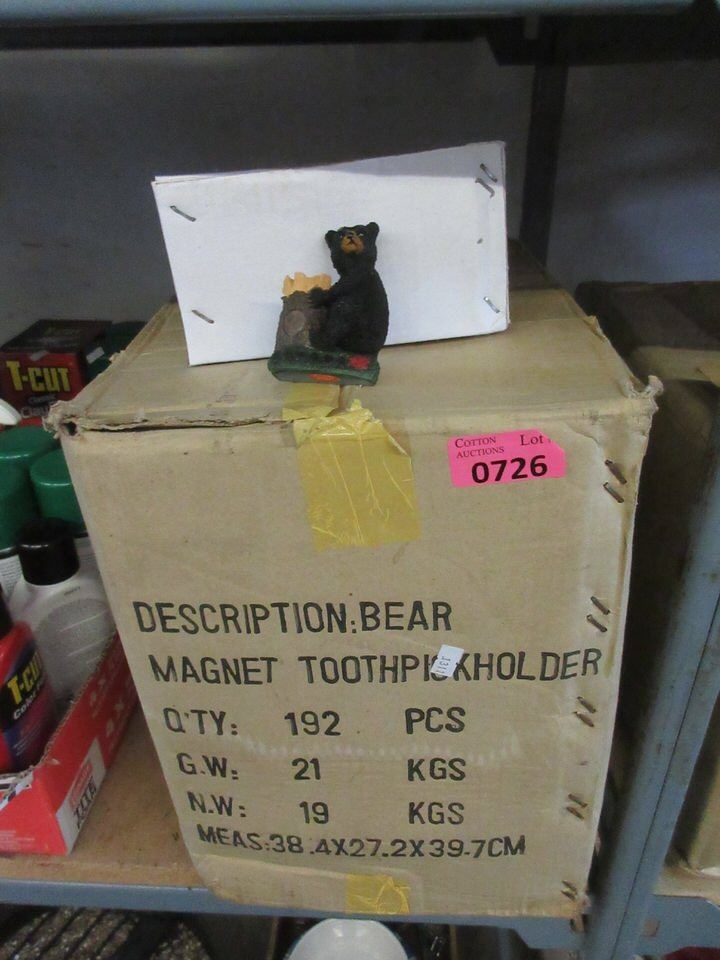 T-CUT
Classic
COTTON
AUCTIONS
Lot
0726
DESCRIPTION:BEAR
MAGNET TOOTHPICKHOLDER
Q'TY: 192 PCS
G.W: 21 KGS
N.W: 19 KGS
MEAS:38.4X27.2X39.7CM
T-CUT